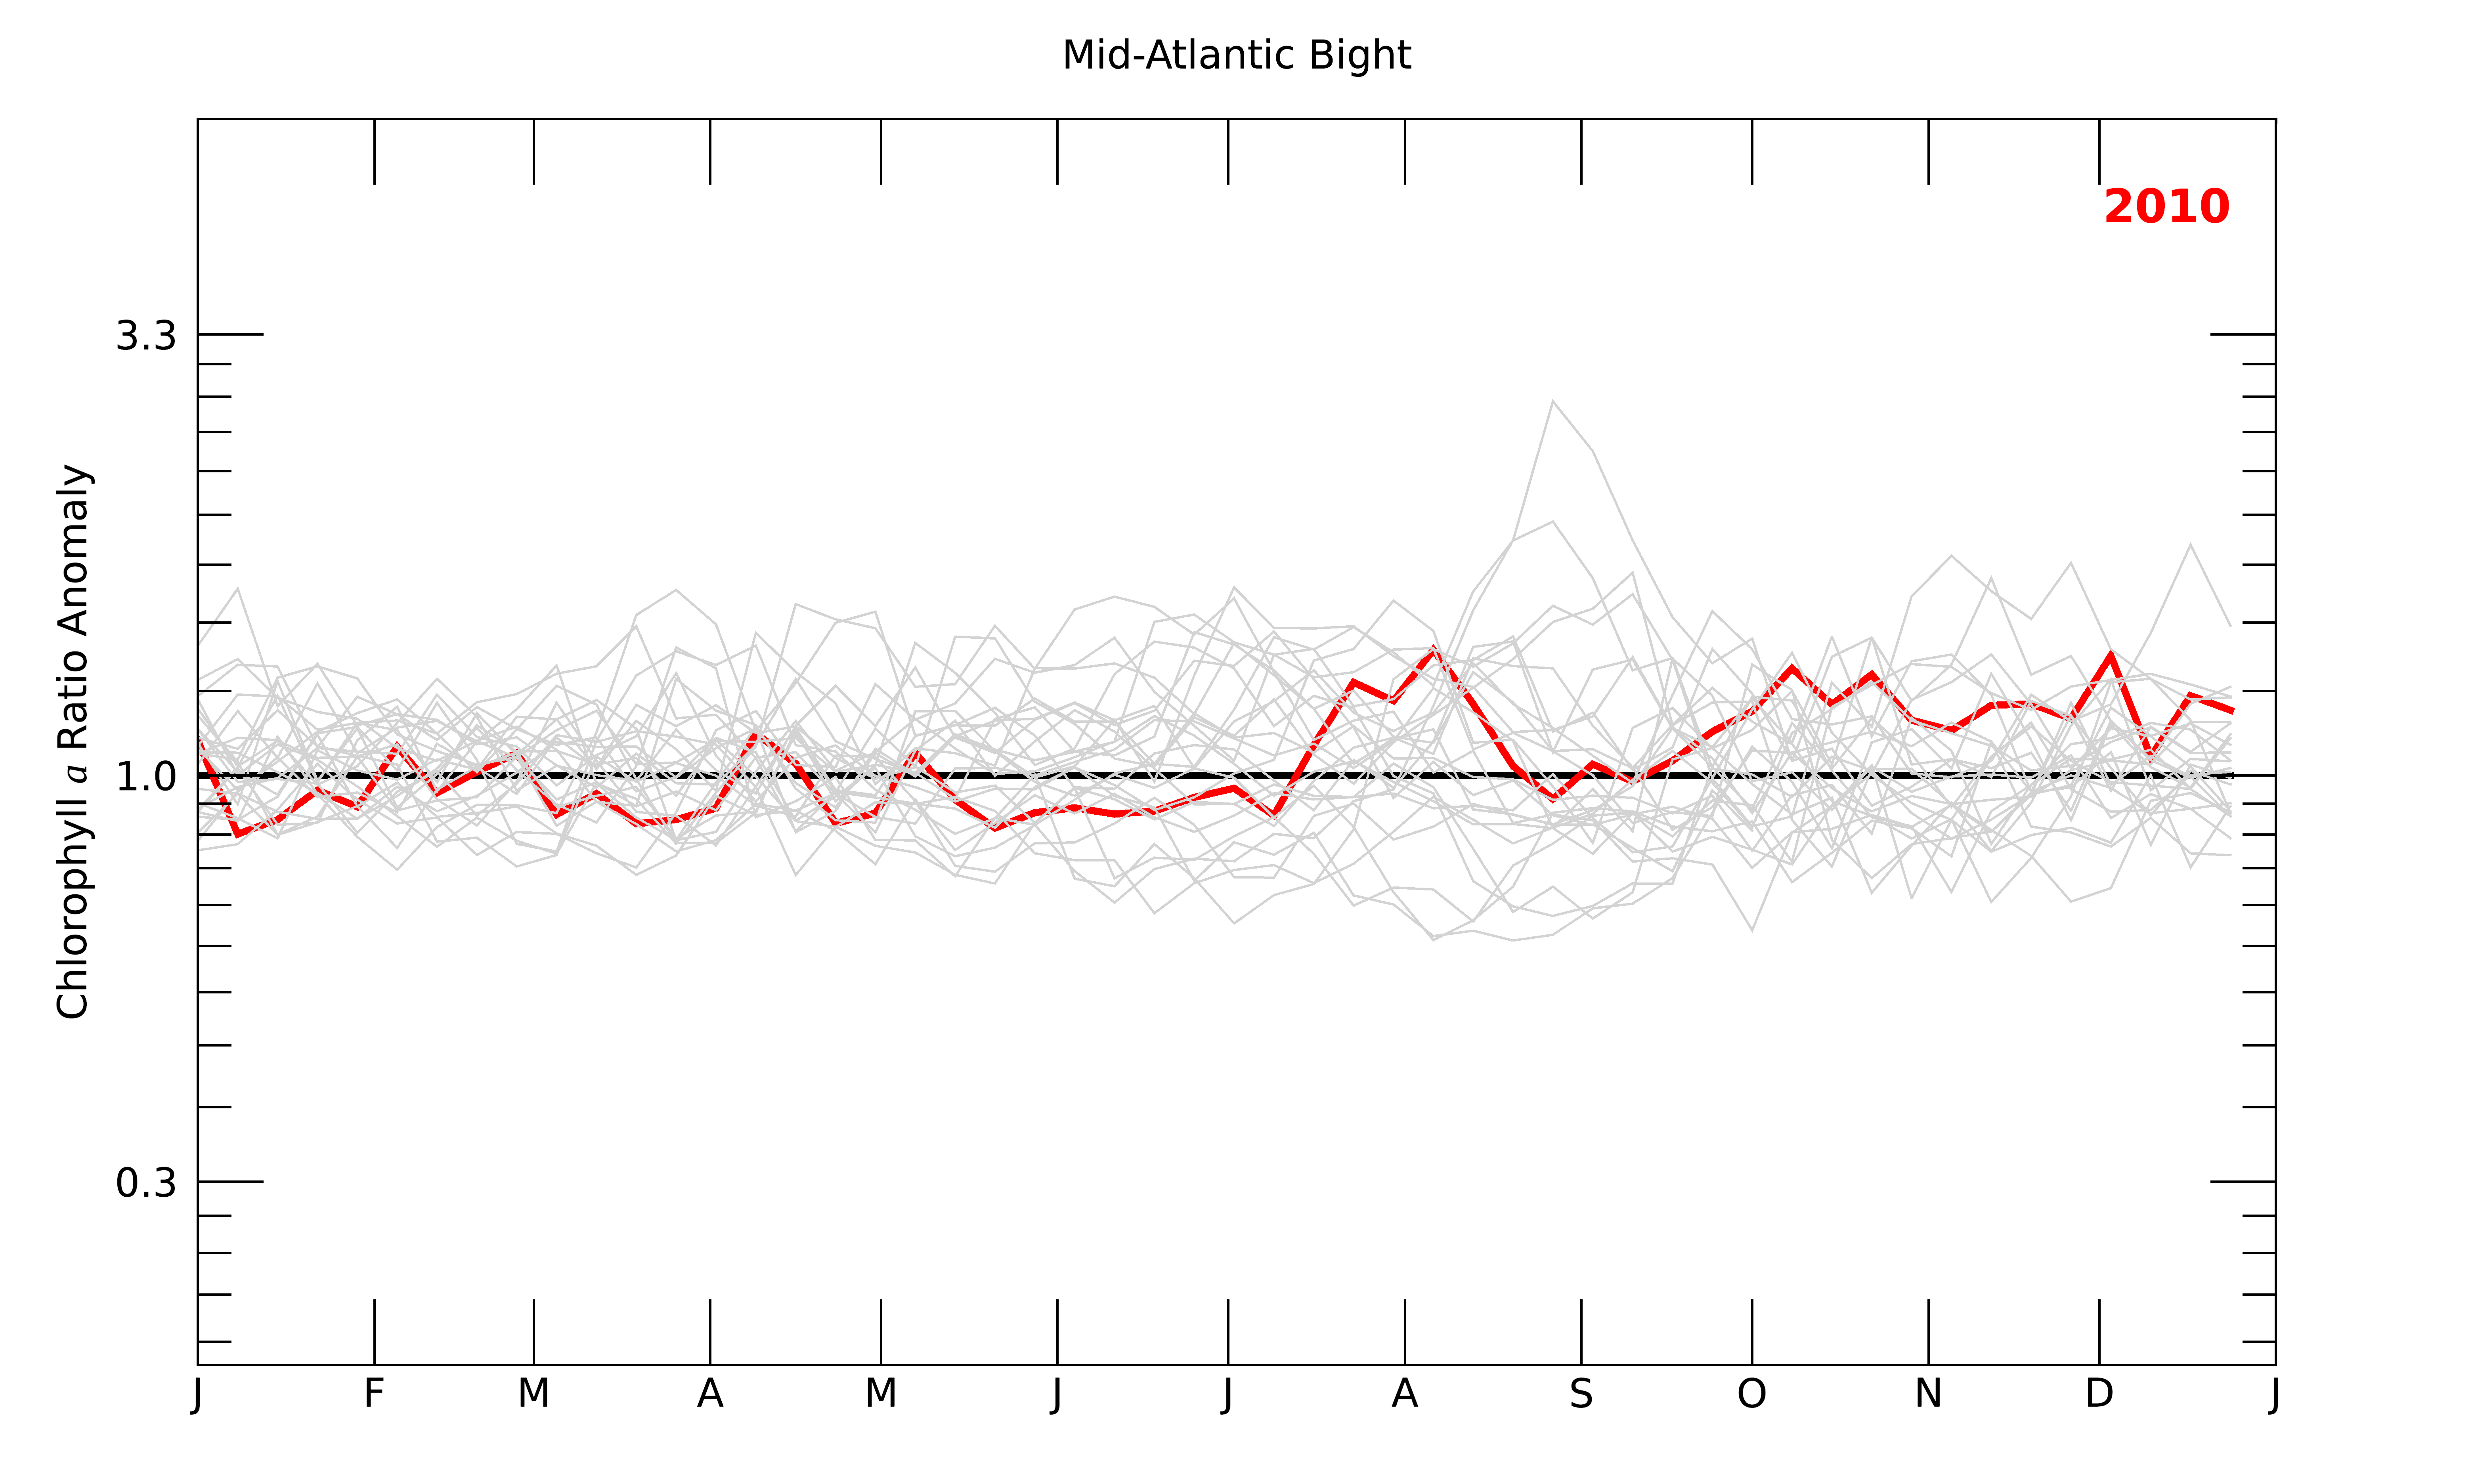 Mid-Atlantic Bight
2010
Chlorophyll a Ratio Anomaly
3.3
1.0
0.3
J F M A M J J A S O N D J